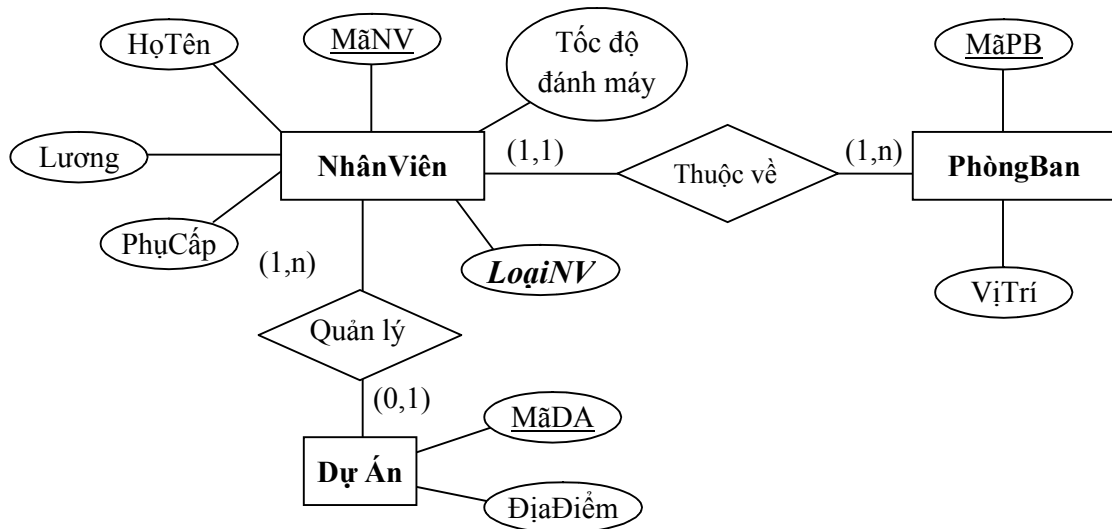 HọTên
MãNV
Tốc độ
đánh máy
MãPB
Lương
NhânViên
(1,1)
Thuộc về
(1,n)
PhòngBan
PhụCấp
(1,n)
LoạiNV
VịTrí
Quản lý
(0,1)
MãDA
Dự Án
ĐịaĐiểm